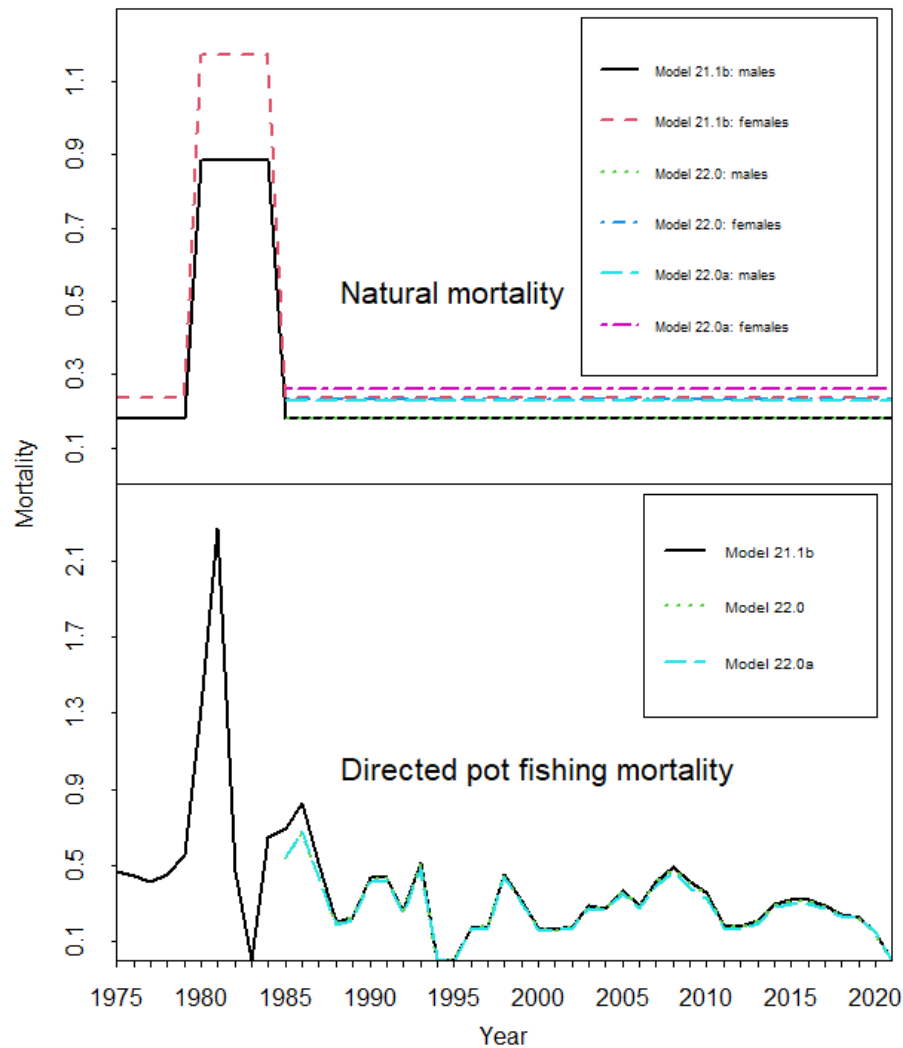 Model 21.1b: males
Model 21.1b: females
Model 22.0: males
Model 22.0: females
Model 22.0a: males
Model 22.0a: females
Natural mortality
1.1
0.9
0.7
0.5
0.3
0.1
Mortality
Model 21.1b
Model 22.0
Model 22.0a
Directed pot fishing mortality
2.1
1.7
1.3
0.9
0.5
0.1
1975 1980 1985 1990 1995 2000 2005 2010 2015 2020
Year